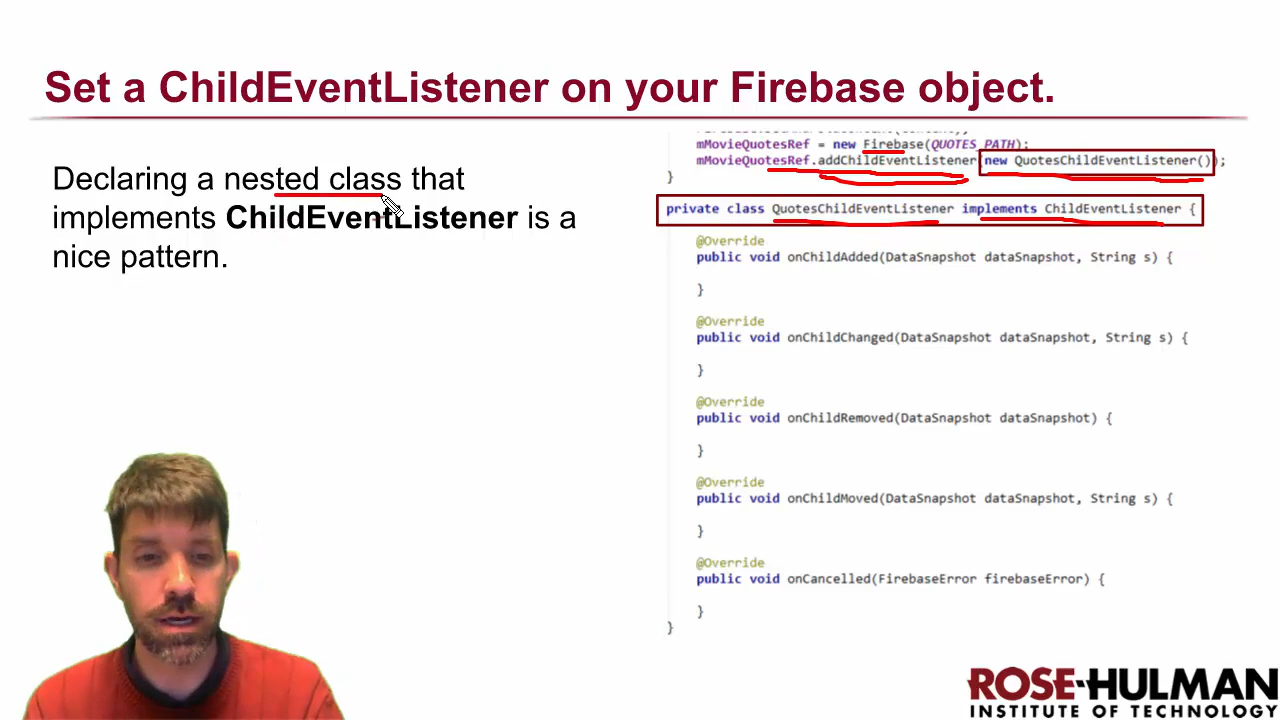 Set a ChildEventListener on your Firebase object.
Declaring a nested class that
implements ChildEventListener is a
nice pattern.
mMovieQuotesRef = new Firebase(QUOTES_PATH);
mMovieQuotesRef.addChildEventListener(new QuotesChildEventListener());
}
private class QuotesChildEventListener implements ChildEventListener {
@Override
public void onChildAdded(DataSnapshot dataSnapshot, String s) {
}
@Override
public void onChildChanged(DataSnapshot dataSnapshot, String s) {
}
@Override
public void onChildRemoved(DataSnapshot dataSnapshot) {
}
@Override
public void onChildMoved(DataSnapshot dataSnapshot, String s) {
}
@Override
public void onCancelled(FirebaseError firebaseError) {
}
}
ROSE-HULMAN
INSTITUTE OF TECHNOLOGY